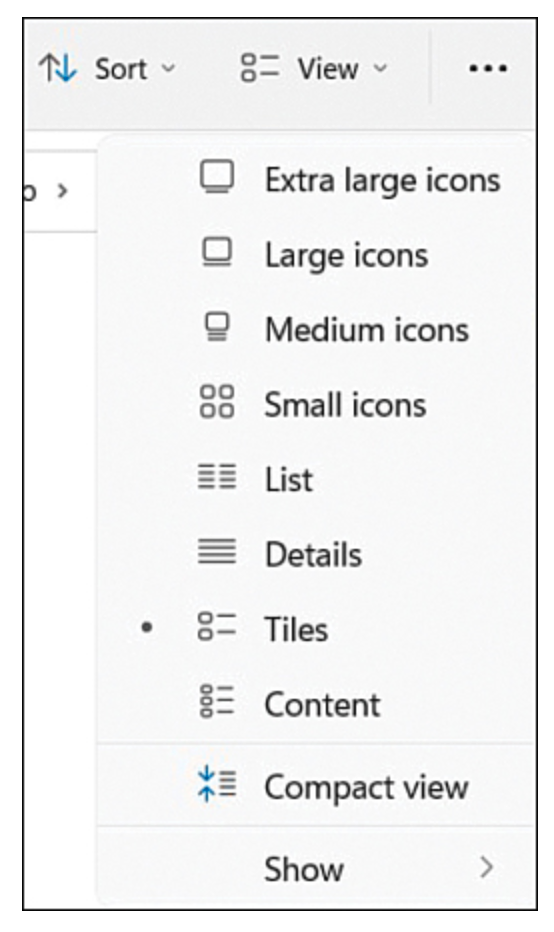 Sort View ...
o >
Extra large icons
Large icons
Medium icons
Small icons
List
Details
Tiles
Content
Compact view
Show >